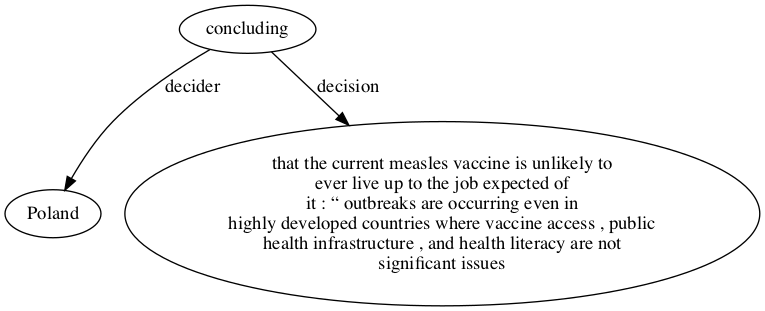 concluding
decider
decision
Poland
that the current measles vaccine is unlikely to
ever live up to the job expected of
it : “ outbreaks are occurring even in
highly developed countries where vaccine access , public
health infrastructure , and health literacy are not
significant issues